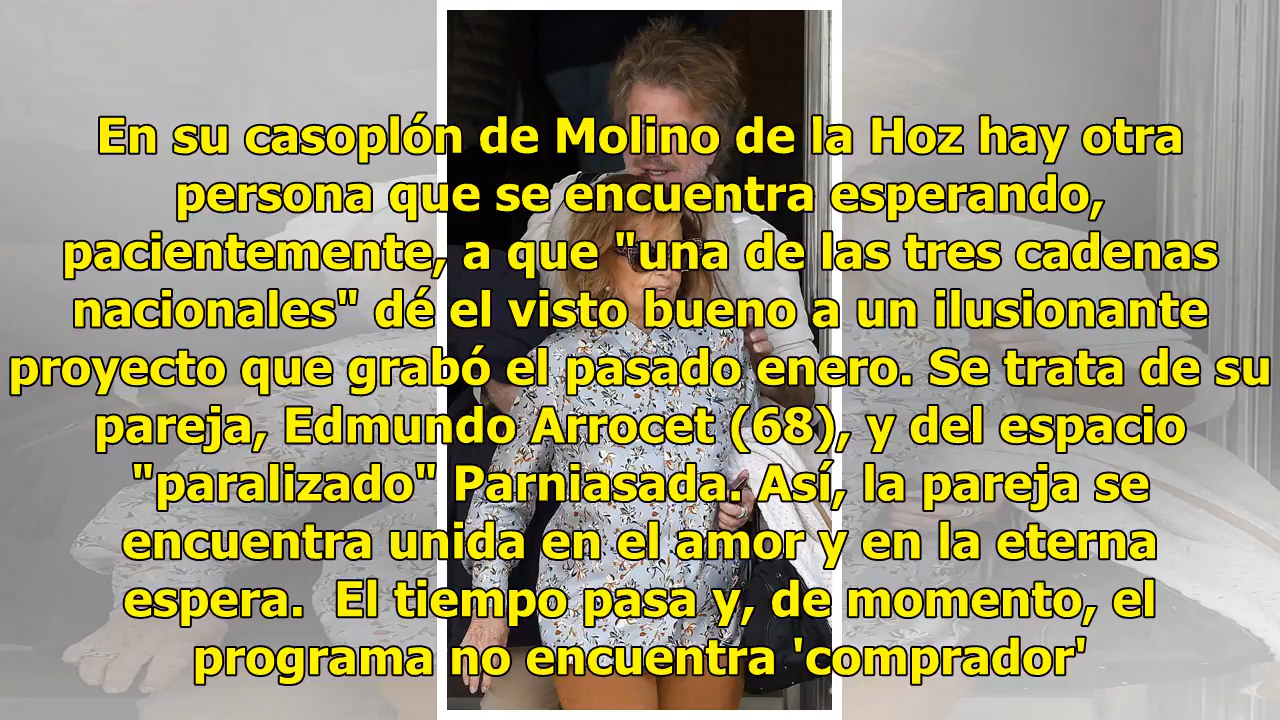 En su casoplón de Molino de la Hoz hay otra
persona que se encuentra esperando,
pacientemente, a que "una de las tres cadenas
nacionales" dé el visto bueno a un ilusionante
proyecto que grabó el pasado enero. Se trata de su
pareja, Edmundo Arrocet (68), y del espacio
"paralizado" Parniasada. Así, la pareja se
encuentra unida en el amor y en la eterna
espera.  El tiempo pasa y, de momento, el
programa no encuentra 'comprador'